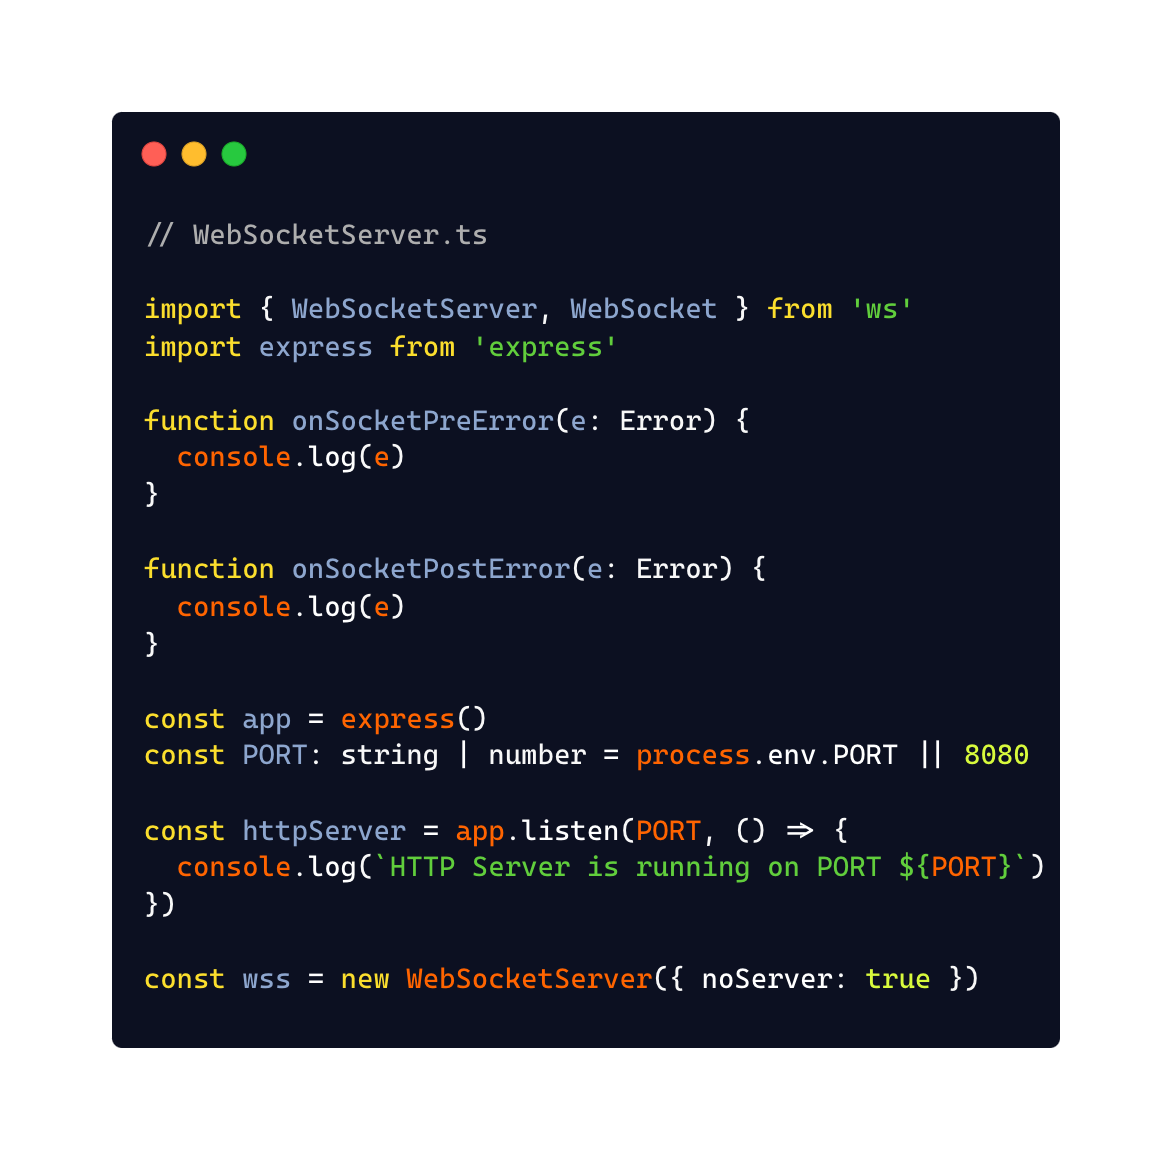 // WebSocketServer.ts
import { WebSocketServer, WebSocket } from 'ws'
import express from 'express'
function onSocketPreError(e: Error) {
  console.log(e)
}
function onSocketPostError(e: Error) {
  console.log(e)
}
const app = express()
const PORT: string | number = process.env.PORT || 8080
const httpServer = app.listen(PORT, () => {
  console.log(`HTTP Server is running on PORT ${PORT}`)
})
const wss = new WebSocketServer({ noServer: true })